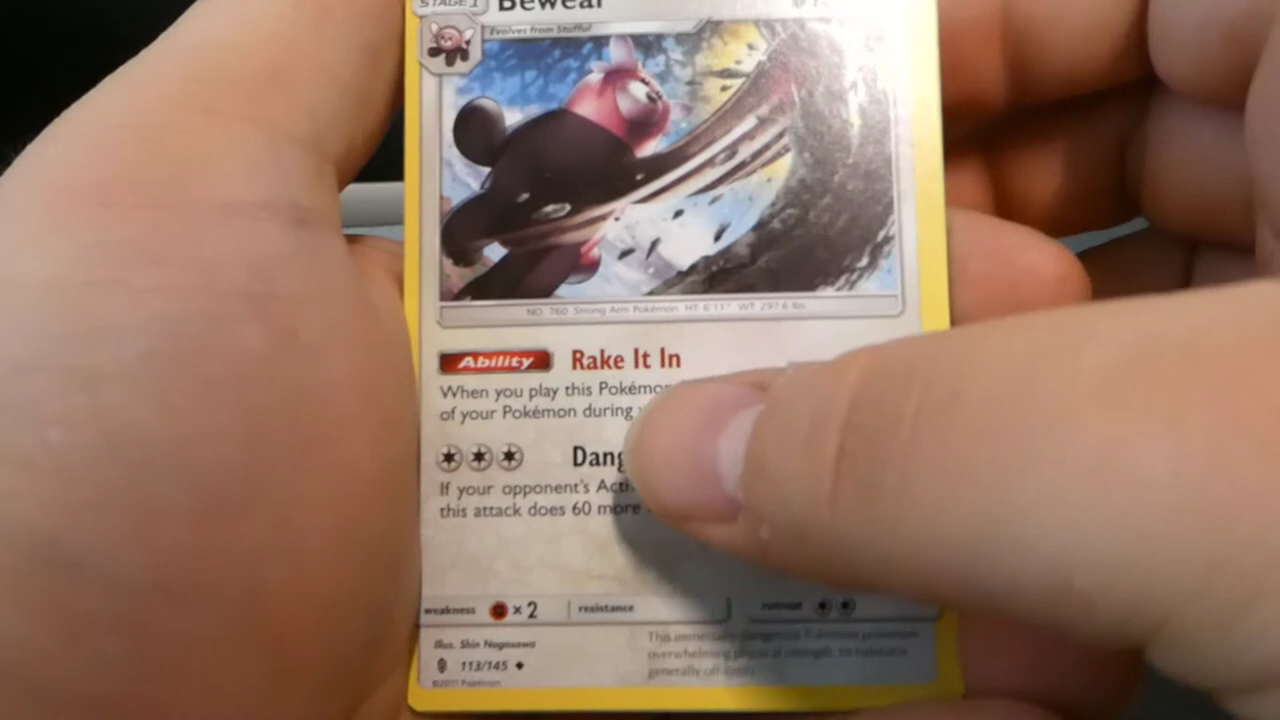 STAGE 1 Bewear
Evolves from Stufful
NO. 760 Strong Arm Pokémon HT: 6'11" WT: 297.6 lbs.
Ability Rake It In
When you play this Pokémon
of your Pokémon during
Dang
If your opponent's Acti
this attack does 60 more
weakness ×2 resistance retreat
Illus. Shin Nagasawa
113/145
©2017 Pokémon
This immensely dangerous Pokémon possesses
overwhelming physical strength. Its habitat is
generally off-limits.